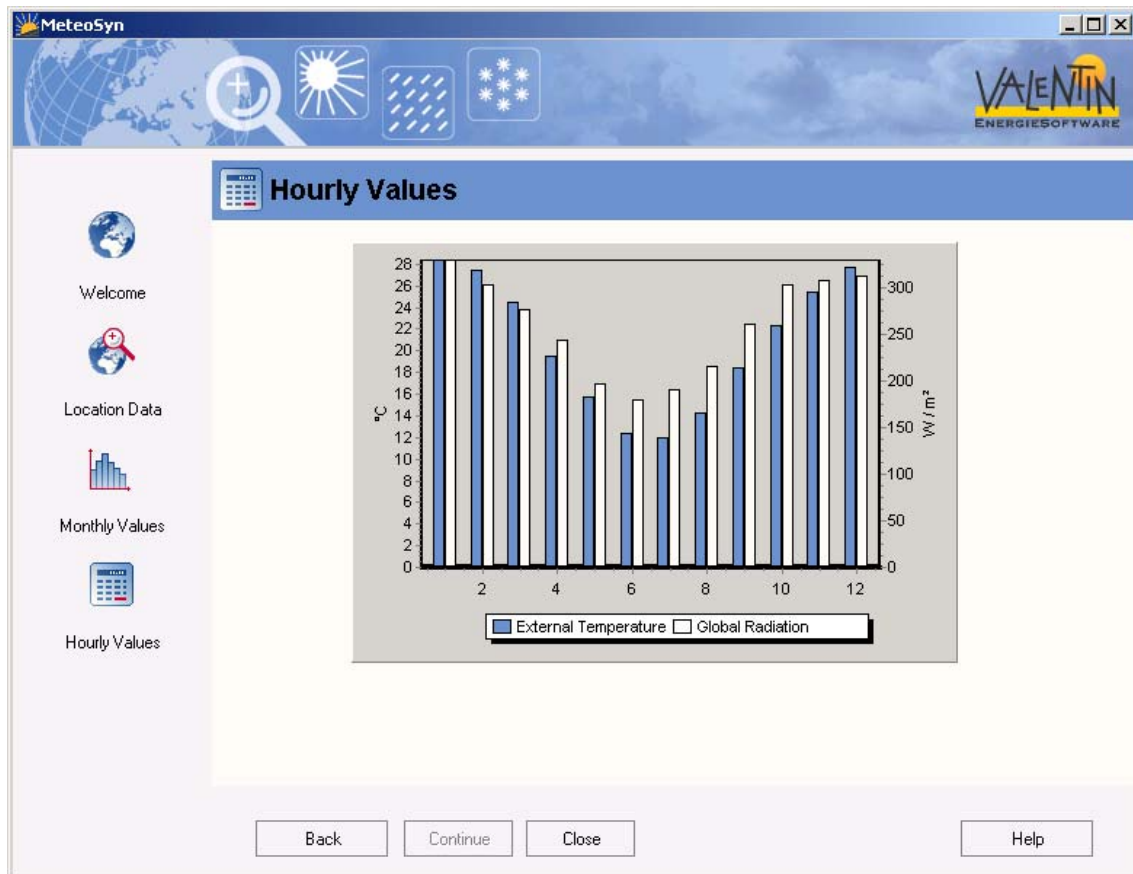 MeteoSyn
VALENTIN
ENERGIESOFTWARE
Hourly Values
Welcome
Location Data
Monthly Values
Hourly Values
28
26
24
22
20
18
16
14
12
10
8
6
4
2
0
°C
300
250
200
150
100
50
0
W / m²
2 4 6 8 10 12
External Temperature Global Radiation
Back Continue Close Help